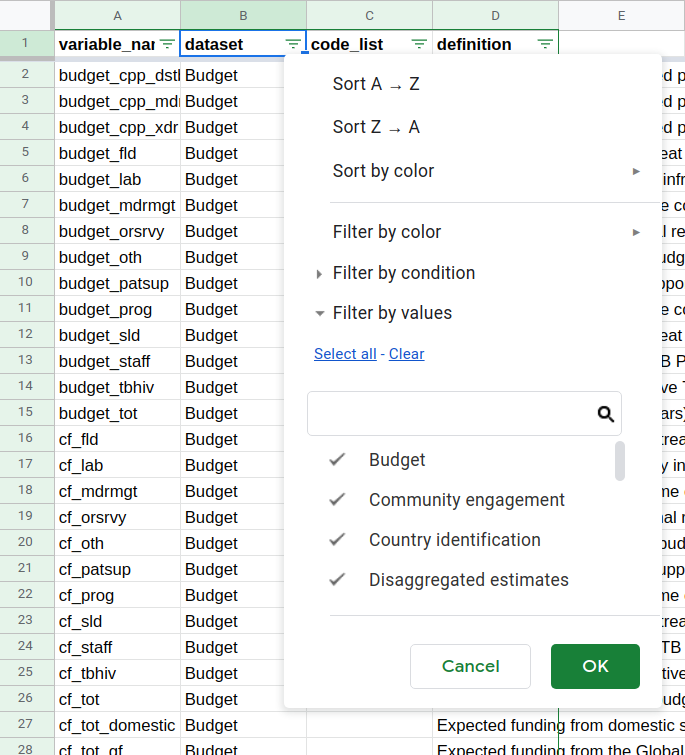 A B C D E
1 variable_nar dataset code_list definition
2 budget_cpp_dstl Budget ed p
3 budget_cpp_mdr Budget ed p
4 budget_cpp_xdr Budget ed p
5 budget_fld Budget eat
6 budget_lab Budget infr
7 budget_mdrmgt Budget e co
8 budget_orsrvy Budget l re
9 budget_oth Budget udg
10 budget_patsup Budget ppo
11 budget_prog Budget e co
12 budget_sld Budget eat
13 budget_staff Budget B P
14 budget_tbhiv Budget ve T
15 budget_tot Budget ars)
16 cf_fld Budget trea
17 cf_lab Budget y in
18 cf_mdrmgt Budget me
19 cf_orsrvy Budget nal r
20 cf_oth Budget bud
21 cf_patsup Budget upp
22 cf_prog Budget me
23 cf_sld Budget trea
24 cf_staff Budget TB
25 cf_tbhiv Budget tive
26 cf_tot Budget udg
27 cf_tot_domestic Budget Expected funding from domestic s
28 cf_tot_gf Budget Expected funding from the Global
Sort A → Z
Sort Z → A
Sort by color
Filter by color
Filter by condition
Filter by values
Select all - Clear
Budget
Community engagement
Country identification
Disaggregated estimates
Cancel OK